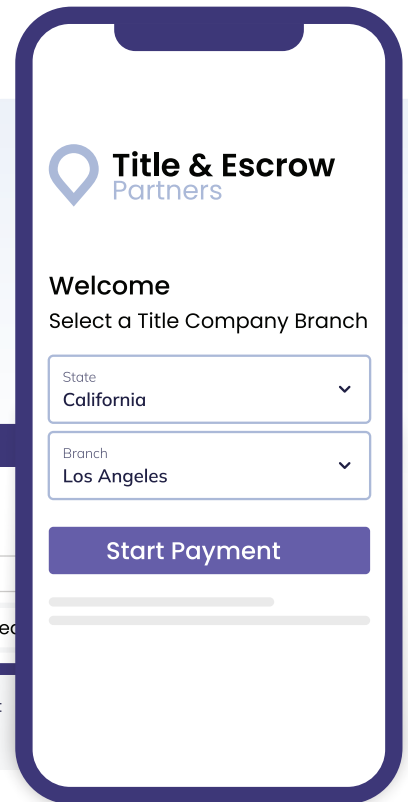 Title & Escrow
Partners
Welcome
Select a Title Company Branch
State
California
Branch
Los Angeles
Start Payment